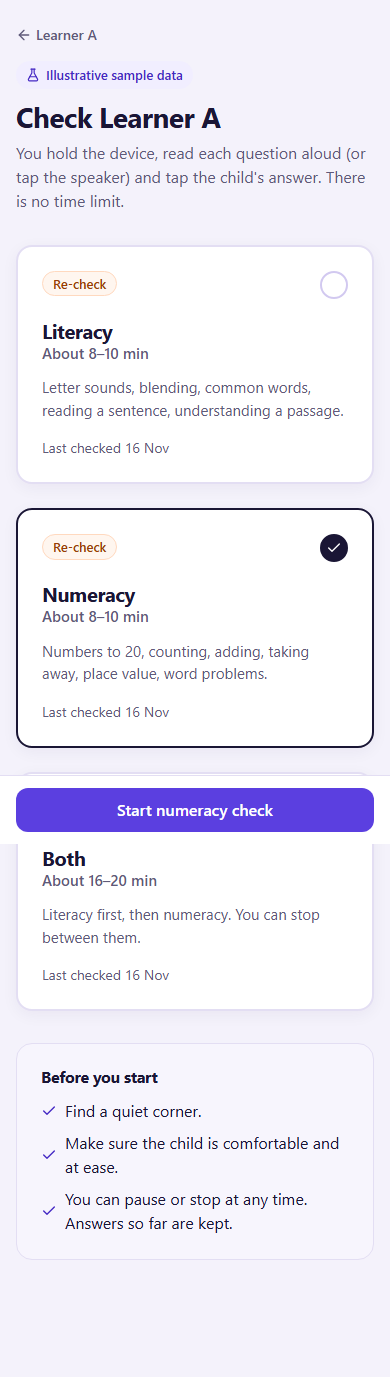 Learner A
Illustrative sample data
Check Learner A
You hold the device, read each question aloud (or
tap the speaker) and tap the child's answer. There
is no time limit.
Re-check
Literacy
About 8–10 min
Letter sounds, blending, common words,
reading a sentence, understanding a passage.
Last checked 16 Nov
Re-check
Numeracy
About 8–10 min
Numbers to 20, counting, adding, taking
away, place value, word problems.
Last checked 16 Nov
Start numeracy check
Both
About 16–20 min
Literacy first, then numeracy. You can stop
between them.
Last checked 16 Nov
Before you start
Find a quiet corner.
Make sure the child is comfortable and
at ease.
You can pause or stop at any time.
Answers so far are kept.